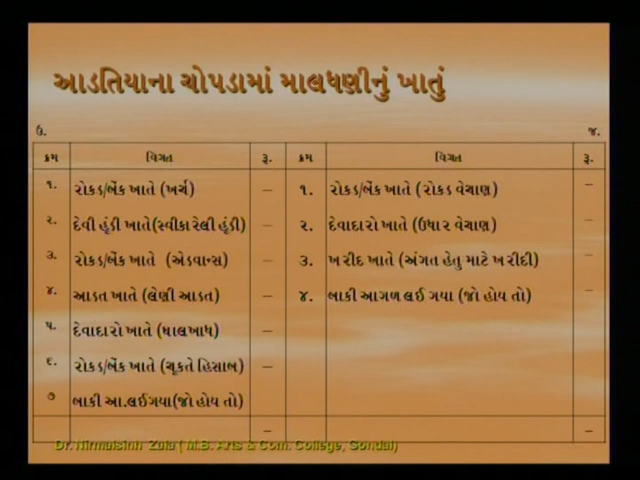 આડતિયાના ચોપડામાં માલધણીનું ખાતું
ઉ. જ.
ક્રમ વિગત રૂ. ક્રમ વિગત રૂ.
૧. રોકડ/બેંક ખાતે (ખર્ચ) – ૧. રોકડ/બેંક ખાતે ( રોકડ વેચાણ) –
૨. દેવી હૂંડી ખાતે(સ્વીકારેલી હૂંડી) – ૨. દેવાદારો ખાતે (ઉધાર વેચાણ) –
૩. રોકડ/બેંક ખાતે (એડવાન્સ) – ૩. ખરીદ ખાતે (અંગત હેતુ માટે ખરીદી) –
૪. આડત ખાતે (લેણી આડત) – ૪. બાકી આગળ લઈ ગયા (જો હોય તો) –
૫. દેવાદારો ખાતે (ઘાલખાધ) –
૬. રોકડ/બેંક ખાતે (ચૂકતે હિસાબ) –
૭ બાકી આ.લઈગયા(જો હોય તો)
– –
Dr. Nirmalsinh Zala ( M.B. Arts & Com. College, Gondal)